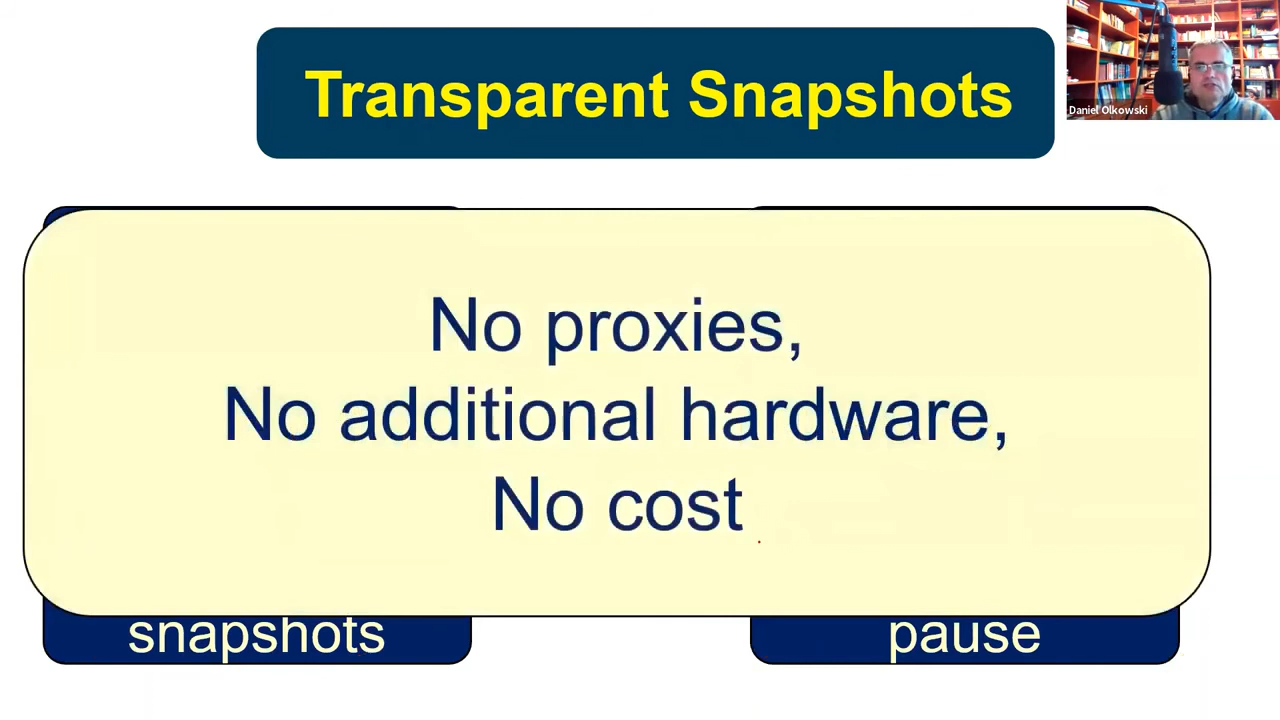 Transparent Snapshots
Daniel Olkowski
No proxies,
No additional hardware,
No cost
snapshots
pause